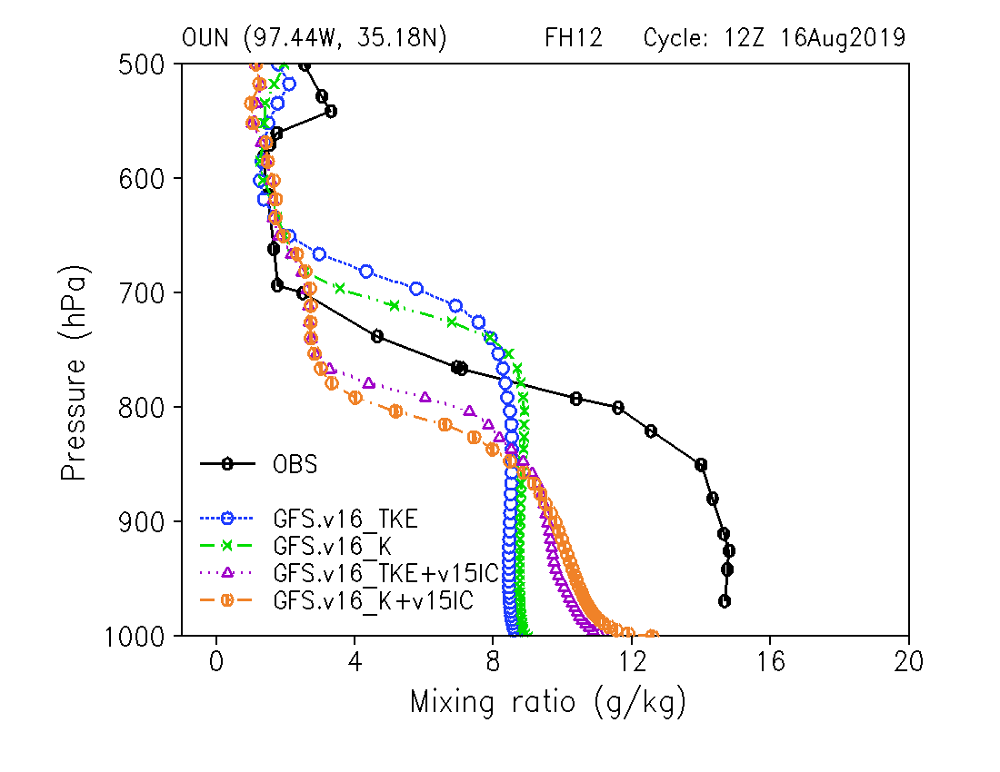 OUN (97.44W, 35.18N) FH12 Cycle: 12Z 16Aug2019
500
600
700
800
900
1000
Pressure (hPa)
OBS
GFS.v16_TKE
GFS.v16_K
GFS.v16_TKE+v15IC
GFS.v16_K+v15IC
0 4 8 12 16 20
Mixing ratio (g/kg)